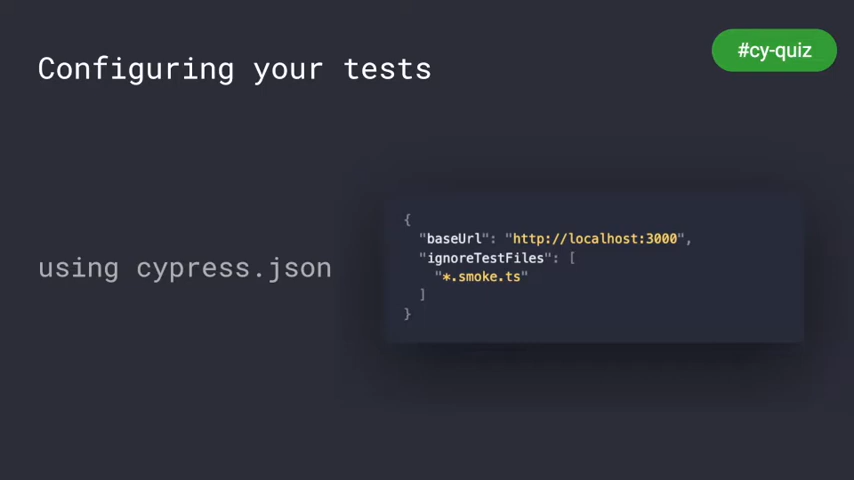 #cy-quiz
Configuring your tests
using cypress.json
{
"baseUrl": "http://localhost:3000",
"ignoreTestFiles": [
"*.smoke.ts"
]
}